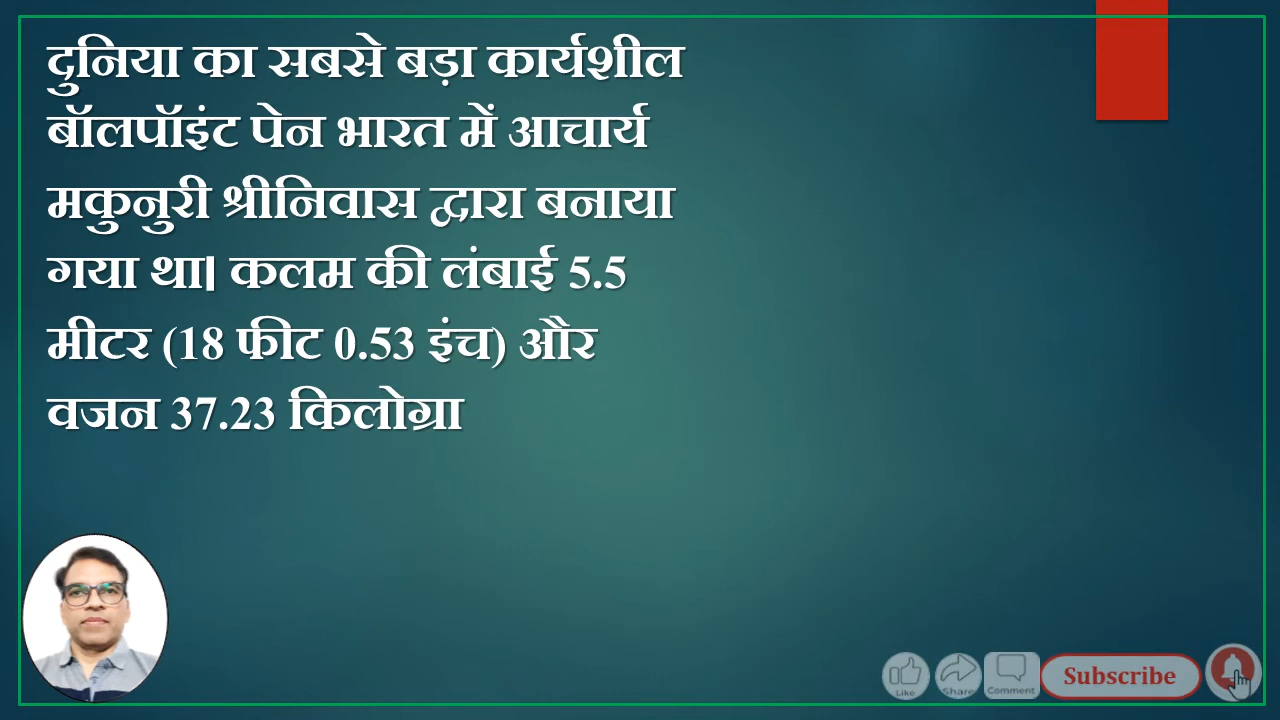 दुनिया का सबसे बड़ा कार्यशील
बॉलपॉइंट पेन भारत में आचार्य
मकुनुरी श्रीनिवास द्वारा बनाया
गया था। कलम की लंबाई 5.5
मीटर (18 फीट 0.53 इंच) और
वजन 37.23 किलोग्रा
Like
Share
Comment
Subscribe